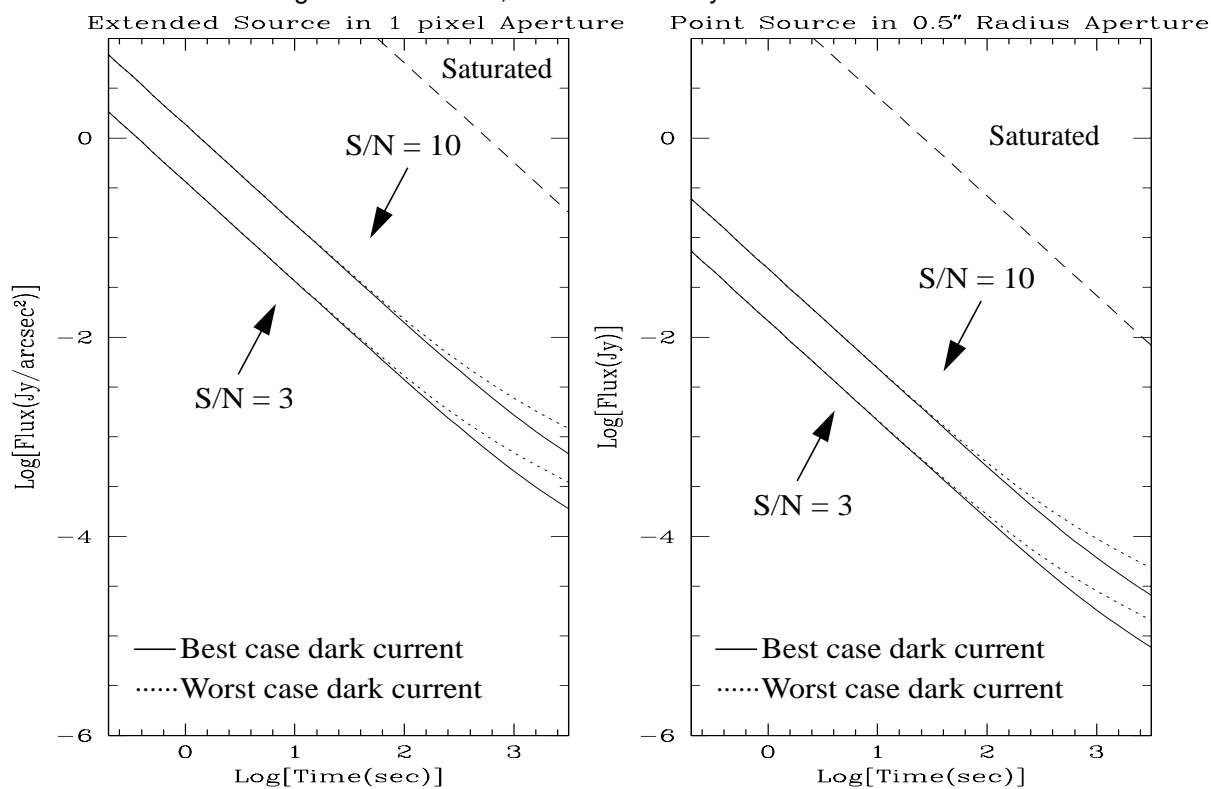 Extended Source in 1 pixel Aperture
Saturated
S/N = 10
S/N = 3
Best case dark current
Worst case dark current
0
−2
−4
−6
0 1 2 3
Log[Flux(Jy/arcsec²)]
Log[Time(sec)]
Point Source in 0.5″ Radius Aperture
Saturated
S/N = 10
S/N = 3
Best case dark current
Worst case dark current
0
−2
−4
−6
0 1 2 3
Log[Flux(Jy)]
Log[Time(sec)]